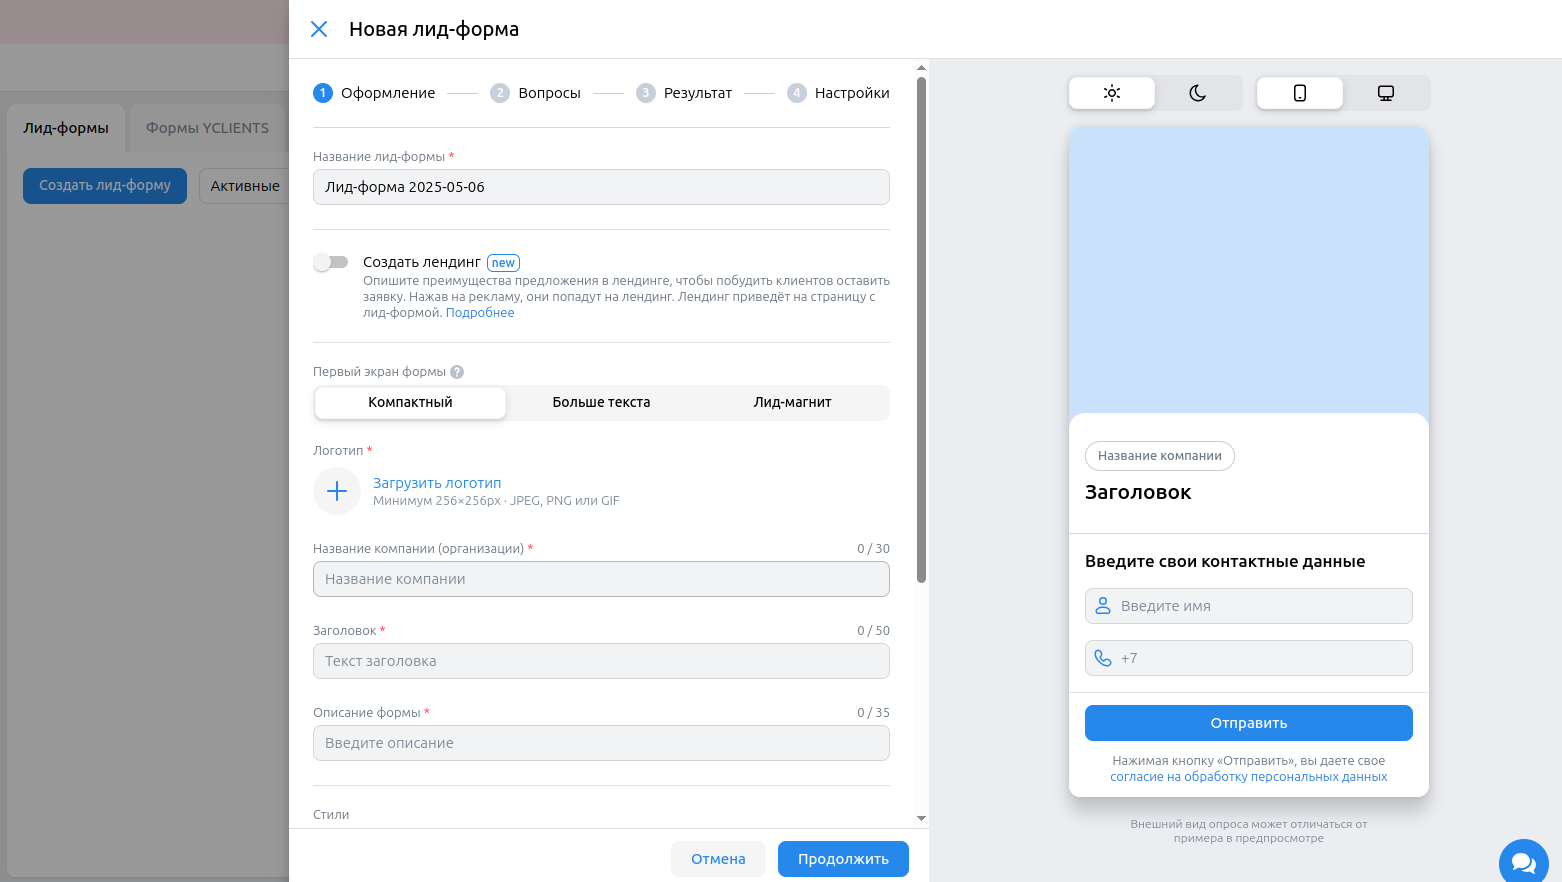 Новая лид-форма
Лид-формы
Формы YCLIENTS
Создать лид-форму
Активные
1 Оформление
2 Вопросы
3 Результат
4 Настройки
Название лид-формы *
Лид-форма 2025-05-06
Создать лендинг new
Опишите преимущества предложения в лендинге, чтобы побудить клиентов оставить
заявку. Нажав на рекламу, они попадут на лендинг. Лендинг приведёт на страницу с
лид-формой. Подробнее
Первый экран формы ?
Компактный
Больше текста
Лид-магнит
Логотип *
Загрузить логотип
Минимум 256×256px · JPEG, PNG или GIF
Название компании (организации) *
0 / 30
Название компании
Заголовок *
0 / 50
Текст заголовка
Описание формы *
0 / 35
Введите описание
Стили
Отмена
Продолжить
Название компании
Заголовок
Введите свои контактные данные
Введите имя
+7
Отправить
Нажимая кнопку «Отправить», вы даете свое
согласие на обработку персональных данных
Внешний вид опроса может отличаться от
примера в предпросмотре